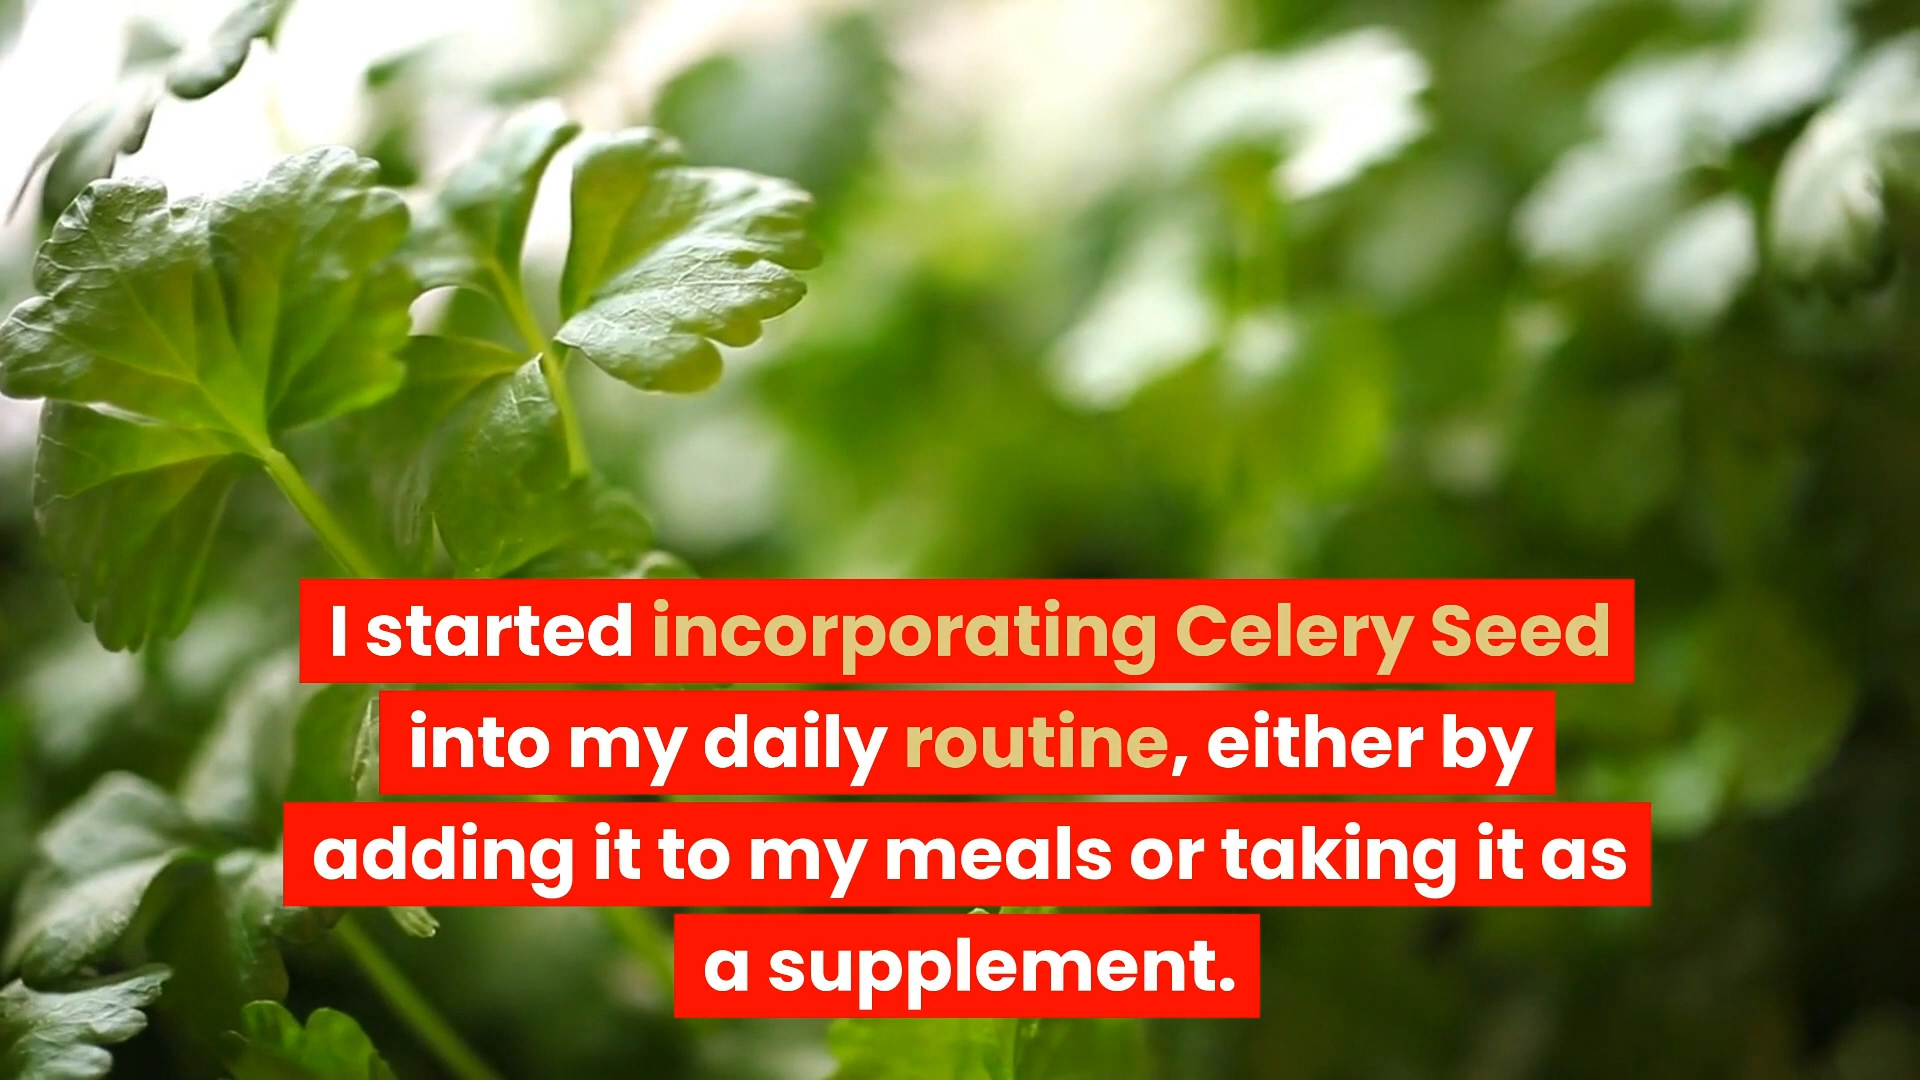 I started incorporating Celery Seed
into my daily routine, either by
adding it to my meals or taking it as
a supplement.